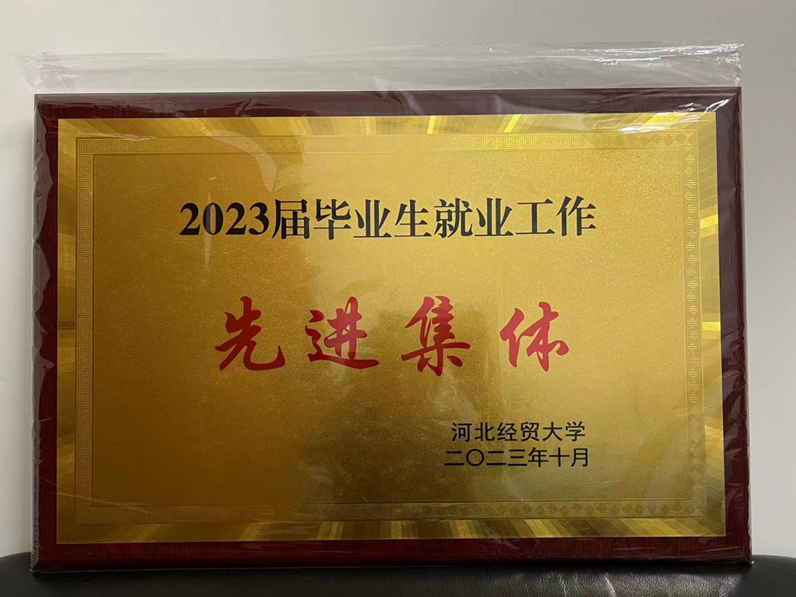 2023届毕业生就业工作
先进集体
河北经贸大学
二〇二三年十月